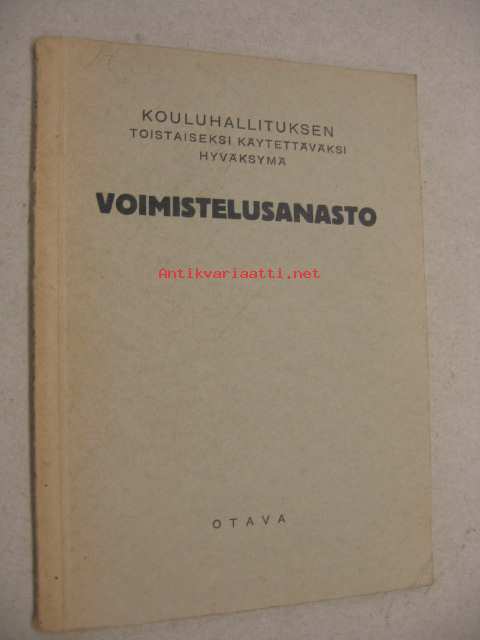 KOULUHALLITUKSEN
TOISTAISEKSI KÄYTETTÄVÄKSI
HYVÄKSYMÄ
VOIMISTELUSANASTO
Antikvariaatti.net
OTAVA